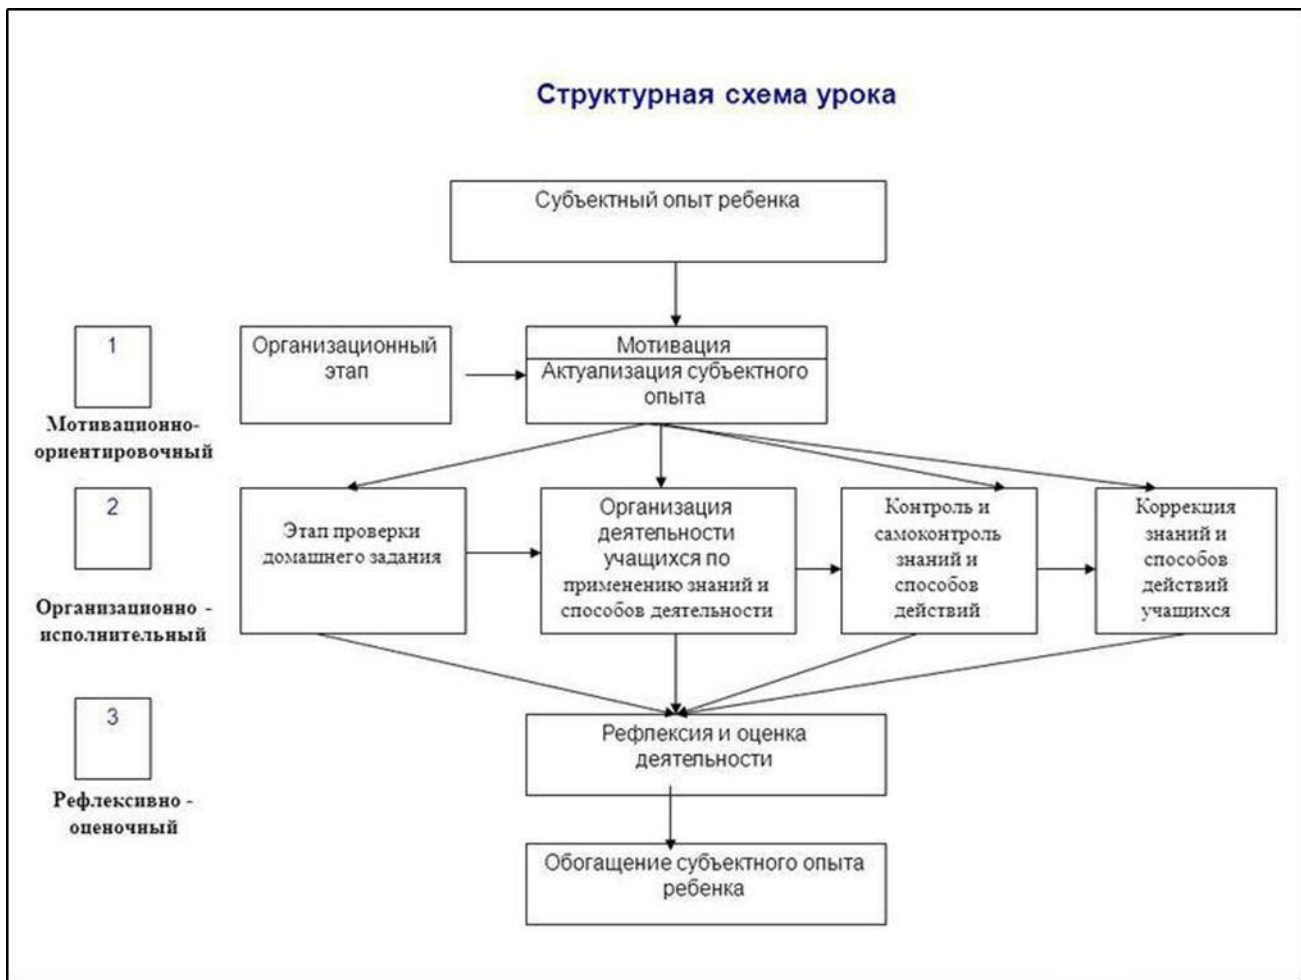 Структурная схема урока
Субъектный опыт ребенка
1
Мотивационно-
ориентировочный
Организационный
этап
Мотивация
Актуализация субъектного
опыта
2
Организационно -
исполнительный
Этап проверки
домашнего задания
Организация
деятельности
учащихся по
применению знаний и
способов деятельности
Контроль и
самоконтроль
знаний и
способов
действий
Коррекция
знаний и
способов
действий
учащихся
3
Рефлексивно -
оценочный
Рефлексия и оценка
деятельности
Обогащение субъектного опыта
ребенка